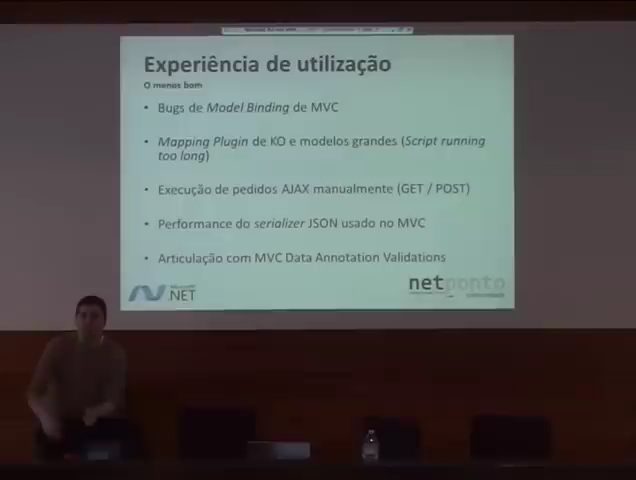 Experiência de utilização
O menos bom
• Bugs de Model Binding de MVC
• Mapping Plugin de KO e modelos grandes (Script running
too long)
• Execução de pedidos AJAX manualmente (GET / POST)
• Performance do serializer JSON usado no MVC
• Articulação com MVC Data Annotation Validations
Microsoft
.NET
netponto